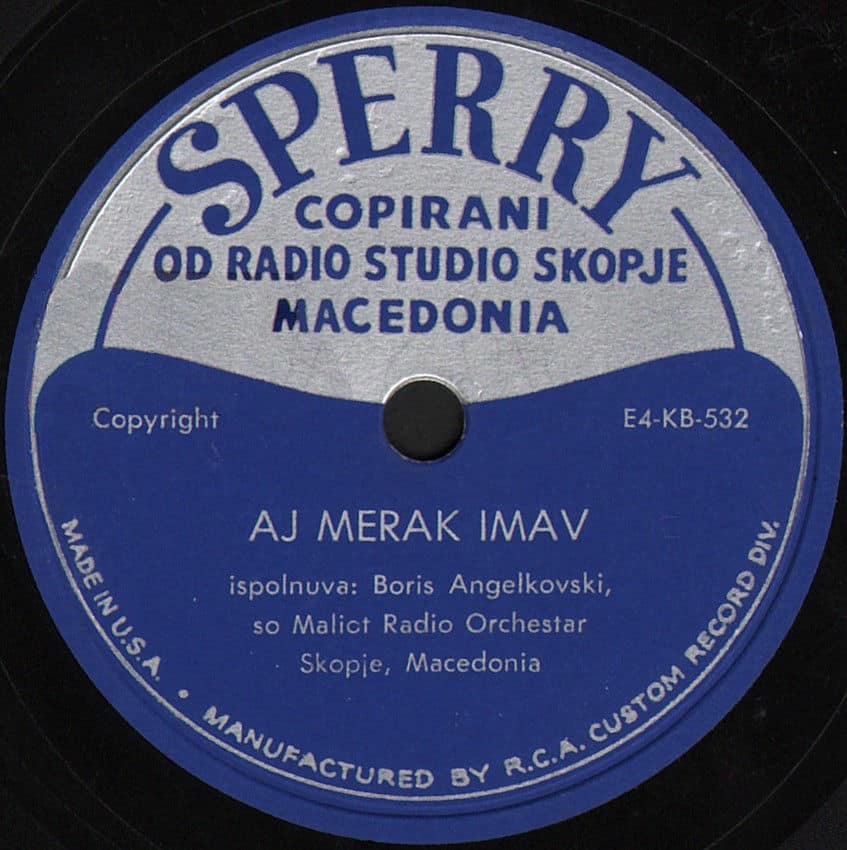 SPERRY
COPIRANI
OD RADIO STUDIO SKOPJE
MACEDONIA
Copyright
E4-KB-532
AJ MERAK IMAV
ispolnuva: Boris Angelkovski,
so Maliot Radio Orchestar
Skopje, Macedonia
MADE IN U.S.A. • MANUFACTURED BY R.C.A. CUSTOM RECORD DIV.